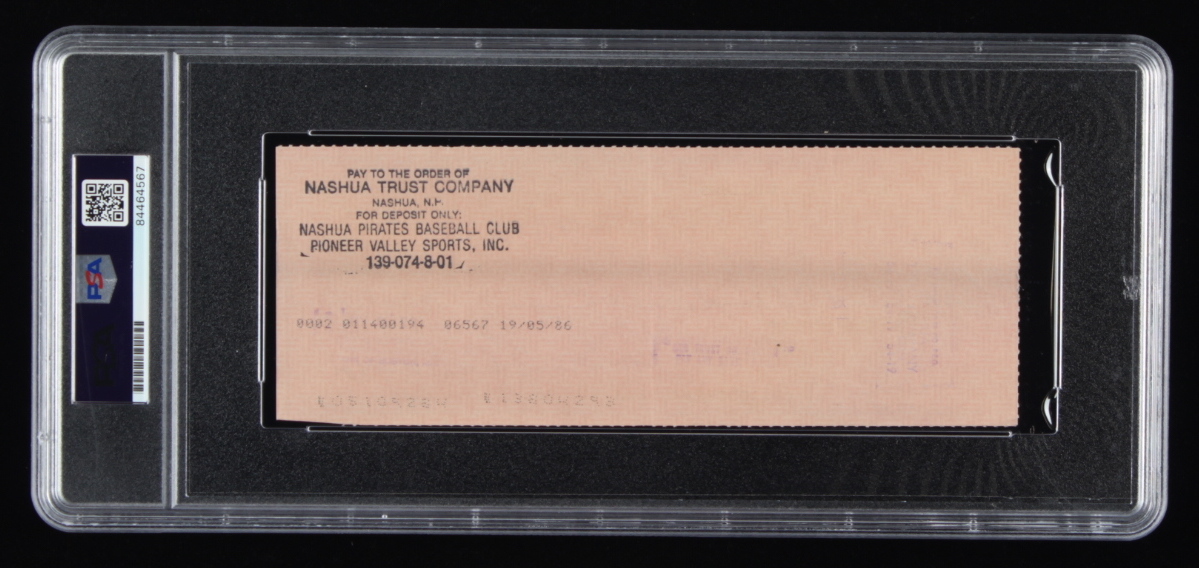 84464567
PSA
PAY TO THE ORDER OF
NASHUA TRUST COMPANY
NASHUA, N.H.
FOR DEPOSIT ONLY:
NASHUA PIRATES BASEBALL CLUB
PIONEER VALLEY SPORTS, INC.
139-074-8-01
0002 011400194 06567 19/05/86